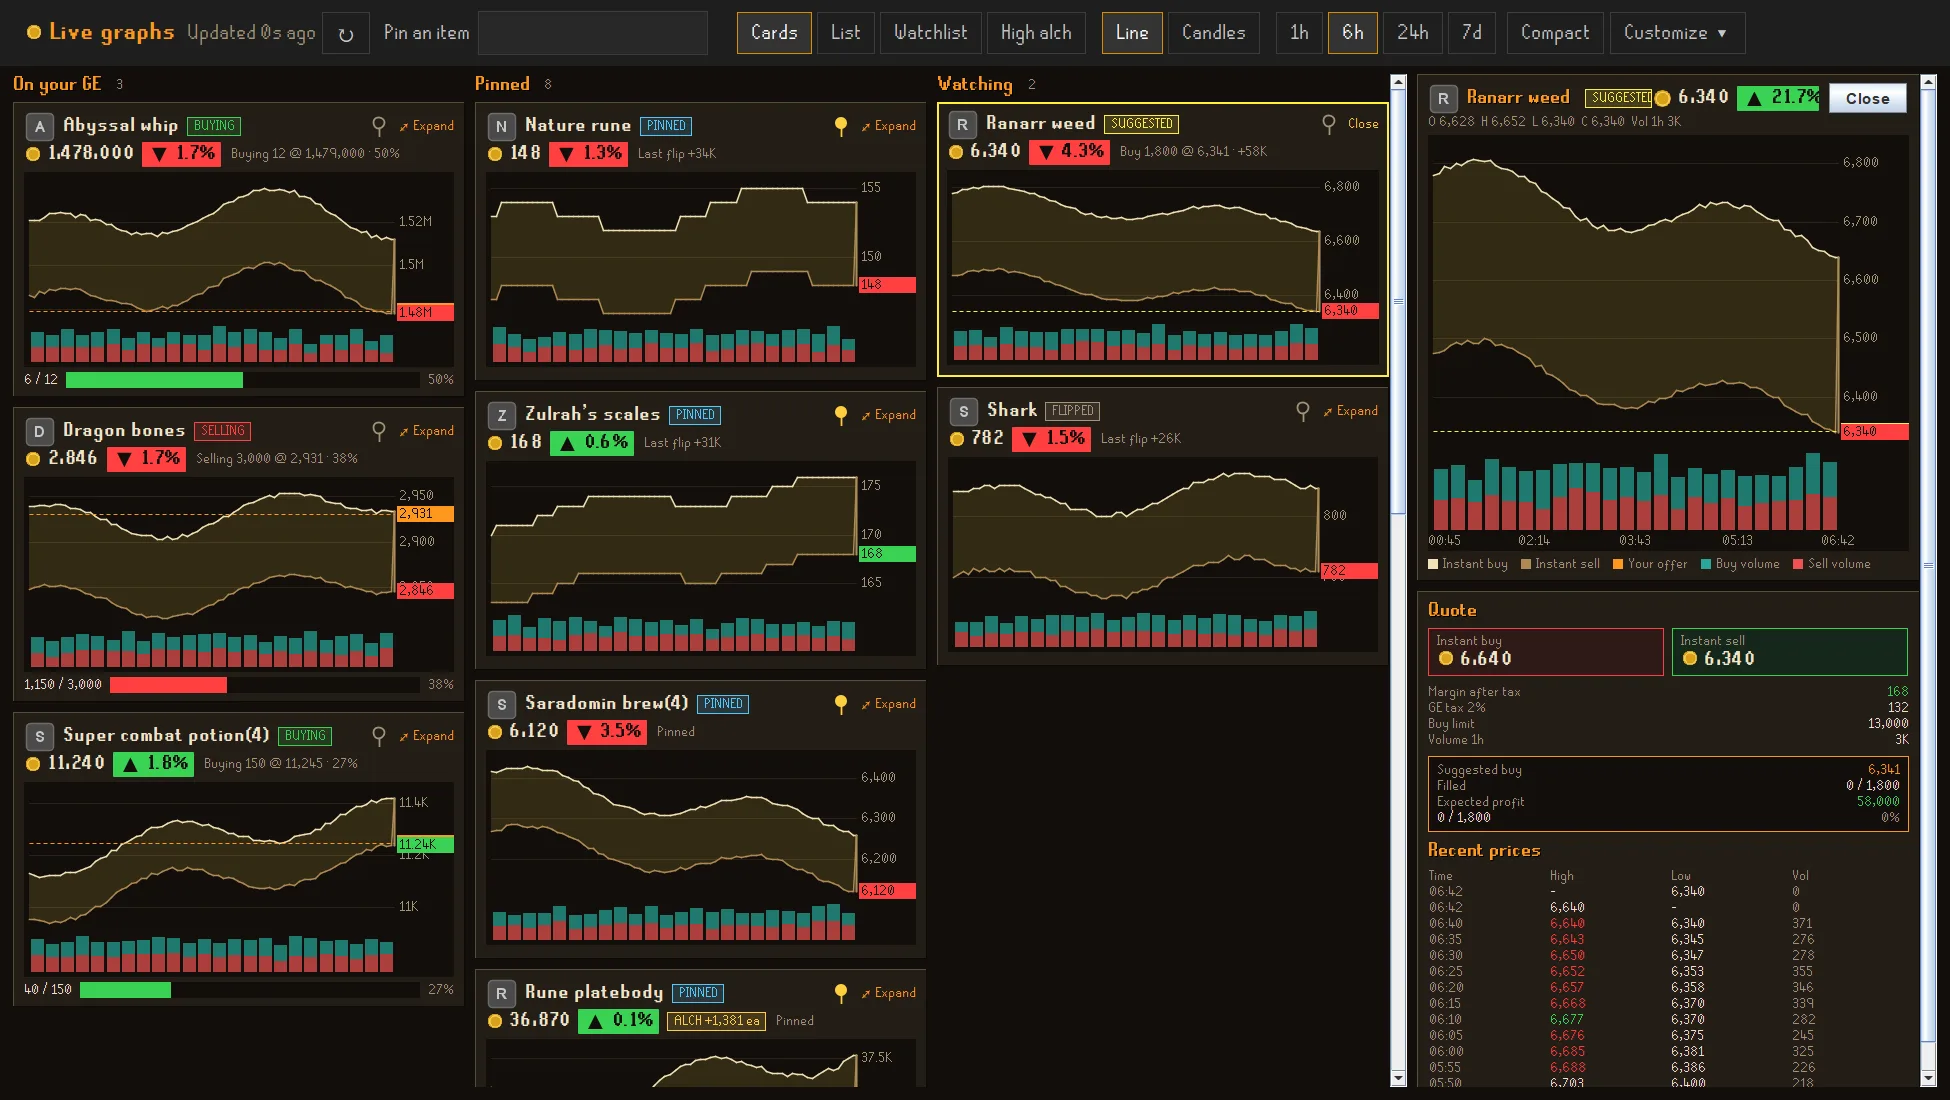 Live graphs Updated 0s ago ↻ Pin an item Cards List Watchlist High alch Line Candles 1h 6h 24h 7d Compact Customize ▼
On your GE 3
A Abyssal whip BUYING Expand
1,478,000 ▼ 1.7% Buying 12 @ 1,479,000 · 50%
1.52M
1.5M
1.48M
6 / 12 50%
D Dragon bones SELLING Expand
2,846 ▼ 1.7% Selling 3,000 @ 2,931 · 38%
2,950
2,931
2,900
2,846
1,150 / 3,000 38%
S Super combat potion(4) BUYING Expand
11,240 ▲ 1.8% Buying 150 @ 11,245 · 27%
11.4K
11.24K
11.2K
11K
40 / 150 27%
Pinned 8
N Nature rune PINNED Expand
148 ▼ 1.3% Last flip +34K
155
150
148
Z Zulrah's scales PINNED Expand
168 ▲ 0.6% Last flip +31K
175
170
168
165
S Saradomin brew(4) PINNED Expand
6,120 ▼ 3.5% Pinned
6,400
6,300
6,200
6,120
R Rune platebody PINNED Expand
36,870 ▲ 0.1% ALCH +1,381 ea Pinned
37.5K
Watching 2
R Ranarr weed SUGGESTED Close
6,340 ▼ 4.3% Buy 1,800 @ 6,341 · +58K
6,800
6,600
6,400
6,340
S Shark FLIPPED Expand
782 ▼ 1.5% Last flip +26K
800
782
R Ranarr weed SUGGESTED 6,340 ▲ 21.7% Close
O 6,628 H 6,652 L 6,340 C 6,340 Vol 1h 3K
6,800
6,700
6,600
6,500
6,400
6,340
00:45 02:14 03:43 05:13 06:42
Instant buy Instant sell Your offer Buy volume Sell volume
Quote
Instant buy Instant sell
6,640 6,340
Margin after tax 168
GE tax 2% 132
Buy limit 13,000
Volume 1h 3K
Suggested buy 6,341
Filled 0 / 1,800
Expected profit 58,000
0 / 1,800 0%
Recent prices
Time High Low Vol
06:42 - 6,340 0
06:42 6,640 - 0
06:40 6,640 6,340 371
06:35 6,643 6,345 276
06:30 6,650 6,347 278
06:25 6,652 6,353 355
06:20 6,657 6,358 346
06:15 6,668 6,370 339
06:10 6,677 6,370 282
06:05 6,676 6,375 245
06:00 6,685 6,381 325
05:55 6,688 6,386 226
05:50 6,703 6,400 218